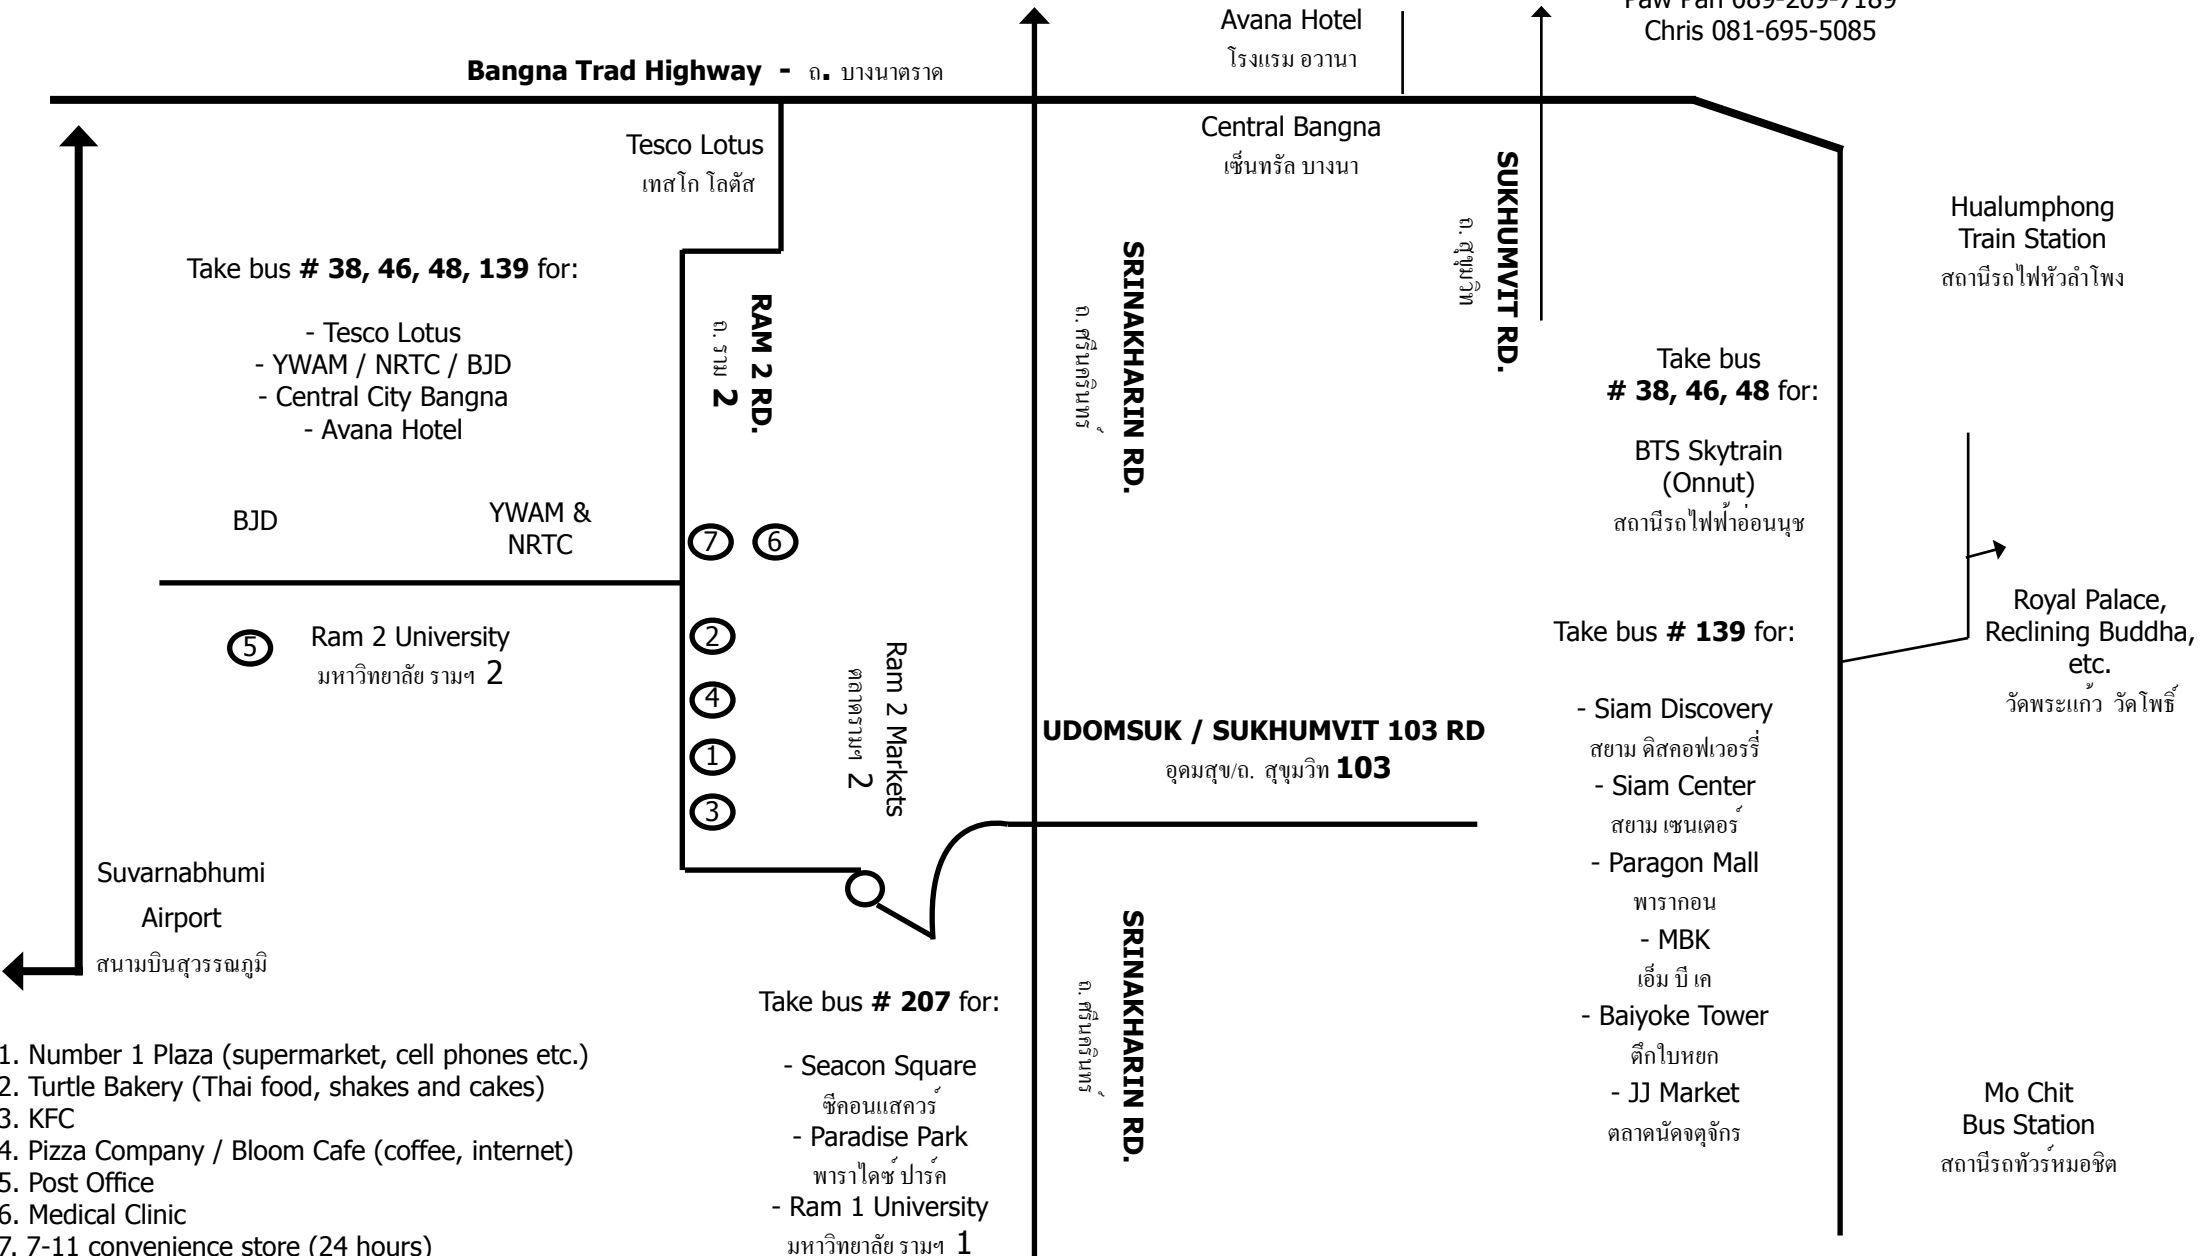 Paw Pan 089-209-7189
Chris 081-695-5085
Avana Hotel
โรงแรม อวานา
Bangna Trad Highway - ถ. บางนาตราด
Tesco Lotus
เทสโก โลตัส
Central Bangna
เซ็นทรัล บางนา
SUKHUMVIT RD.
ถ. สุขุมวิท
Hualumphong
Train Station
สถานีรถไฟหัวลำโพง
Take bus # 38, 46, 48, 139 for:
- Tesco Lotus
- YWAM / NRTC / BJD
- Central City Bangna
- Avana Hotel
RAM 2 RD.
ถ. ราม 2
SRINAKHARIN RD.
ถ. ศรีนครินทร์
Take bus
# 38, 46, 48 for:
BTS Skytrain
(Onnut)
สถานีรถไฟฟ้าอ่อนนุช
BJD
YWAM &
NRTC
7
6
5
Ram 2 University
มหาวิทยาลัย รามฯ 2
2
4
1
3
Ram 2 Markets
ตลาดรามฯ 2
UDOMSUK / SUKHUMVIT 103 RD
อุดมสุข/ถ. สุขุมวิท 103
Take bus # 139 for:
- Siam Discovery
สยาม ดิสคอฟเวอรรี่
- Siam Center
สยาม เซนเตอร์
- Paragon Mall
พารากอน
- MBK
เอ็ม บี เค
- Baiyoke Tower
ตึกใบหยก
- JJ Market
ตลาดนัดจตุจักร
Royal Palace,
Reclining Buddha,
etc.
วัดพระแก้ว วัดโพธิ์
Suvarnabhumi
Airport
สนามบินสุวรรณภูมิ
SRINAKHARIN RD.
ถ. ศรีนครินทร์
Take bus # 207 for:
- Seacon Square
ซีคอนแสควร์
- Paradise Park
พาราไดซ์ ปาร์ค
- Ram 1 University
มหาวิทยาลัย รามฯ 1
Mo Chit
Bus Station
สถานีรถทัวร์หมอชิต
1. Number 1 Plaza (supermarket, cell phones etc.)
2. Turtle Bakery (Thai food, shakes and cakes)
3. KFC
4. Pizza Company / Bloom Cafe (coffee, internet)
5. Post Office
6. Medical Clinic
7. 7-11 convenience store (24 hours)